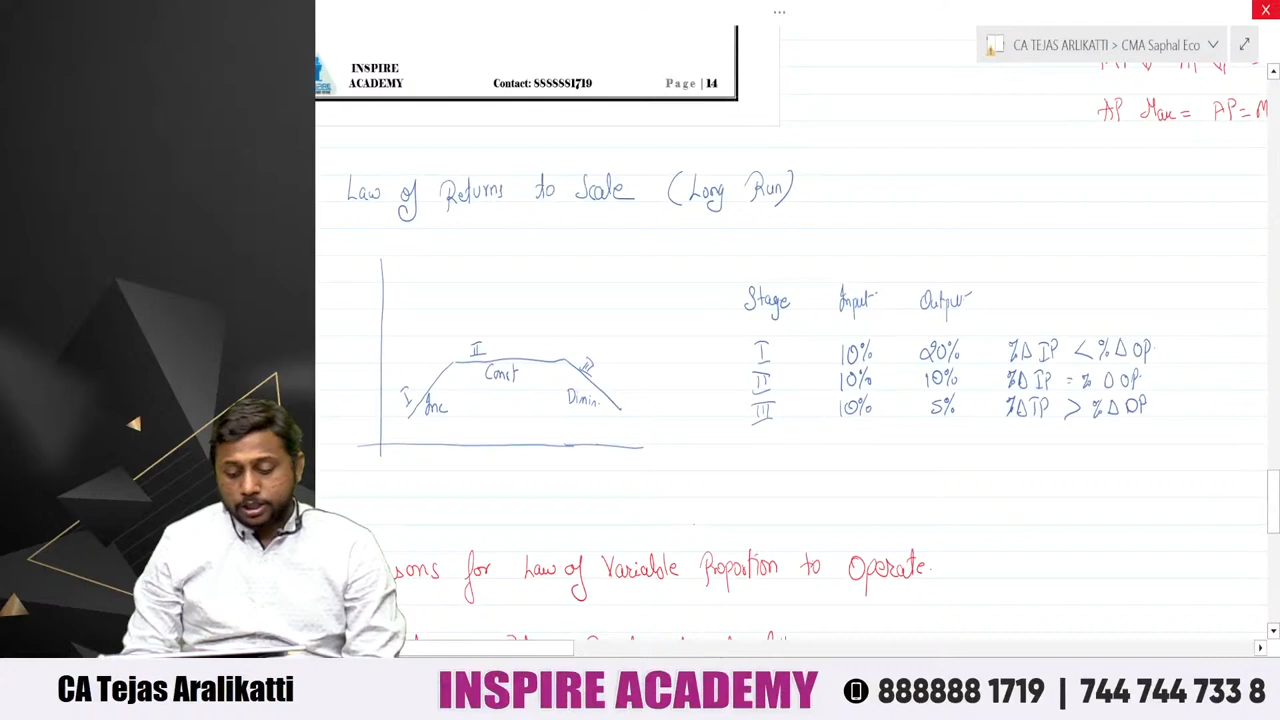 ...
CA TEJAS ARLIKATTI > CMA Saphal Eco
INSPIRE
ACADEMY
Contact: 8888881719
Page | 14
AP Max = AP = M
Law of Returns to Scale (Long Run)
Stage Input Output
I 10% 20% %Δ IP < %Δ OP
II 10% 10% %Δ IP = % Δ OP
III 10% 5% %Δ IP > %Δ OP
II
Const
III
I
Inc
Dimin.
sons for Law of Variable Proportion to Operate.
CA Tejas Aralikatti
INSPIRE ACADEMY
888888 1719 | 744 744 733 8